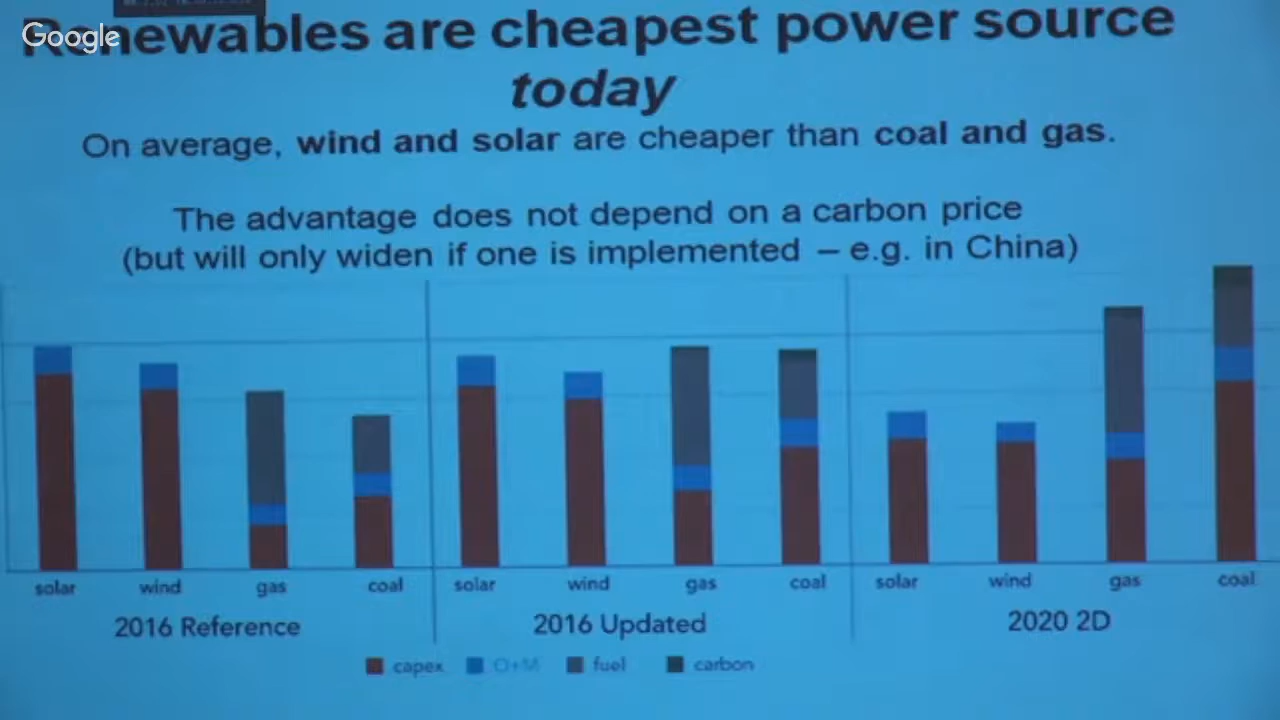 Google
Renewables are cheapest power source
today
On average, wind and solar are cheaper than coal and gas.
The advantage does not depend on a carbon price
(but will only widen if one is implemented – e.g. in China)
solar wind gas coal solar wind gas coal solar wind gas coal
2016 Reference 2016 Updated 2020 2D
capex O+M fuel carbon